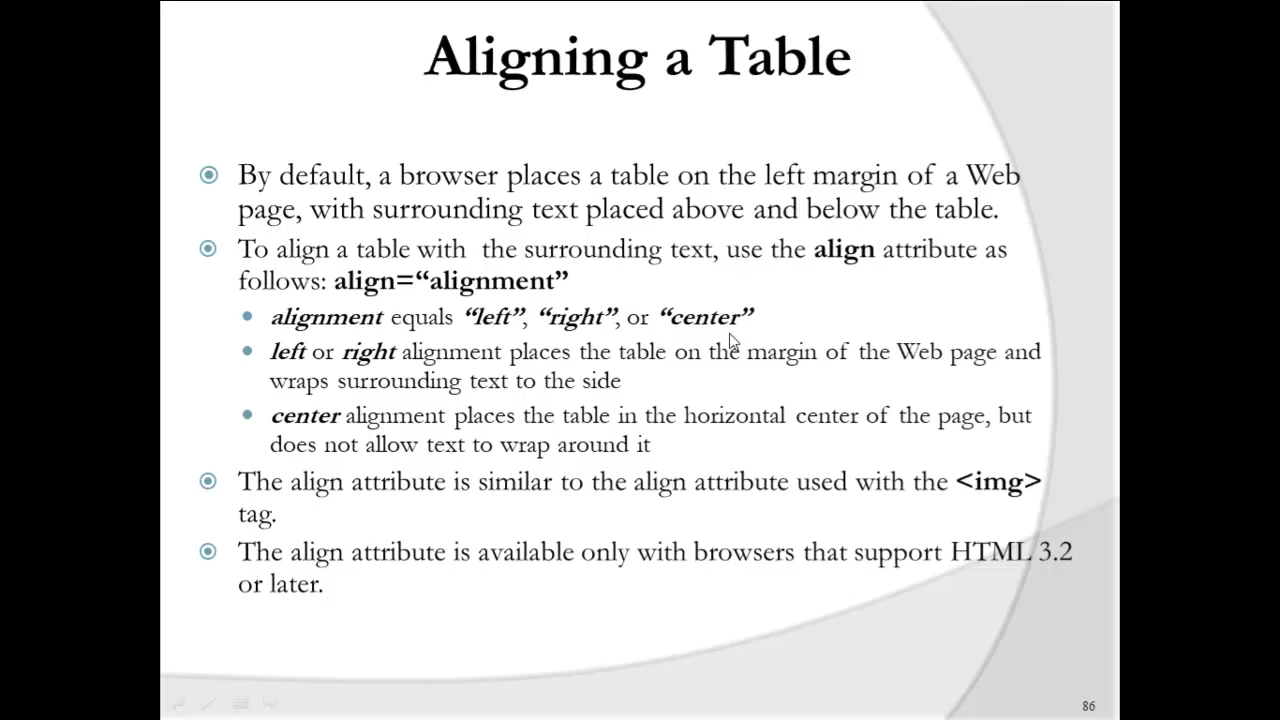 Aligning a Table
By default, a browser places a table on the left margin of a Web
page, with surrounding text placed above and below the table.
To align a table with the surrounding text, use the align attribute as
follows: align=“alignment”
alignment equals “left”, “right”, or “center”
left or right alignment places the table on the margin of the Web page and
wraps surrounding text to the side
center alignment places the table in the horizontal center of the page, but
does not allow text to wrap around it
The align attribute is similar to the align attribute used with the <img>
tag.
The align attribute is available only with browsers that support HTML 3.2
or later.
86